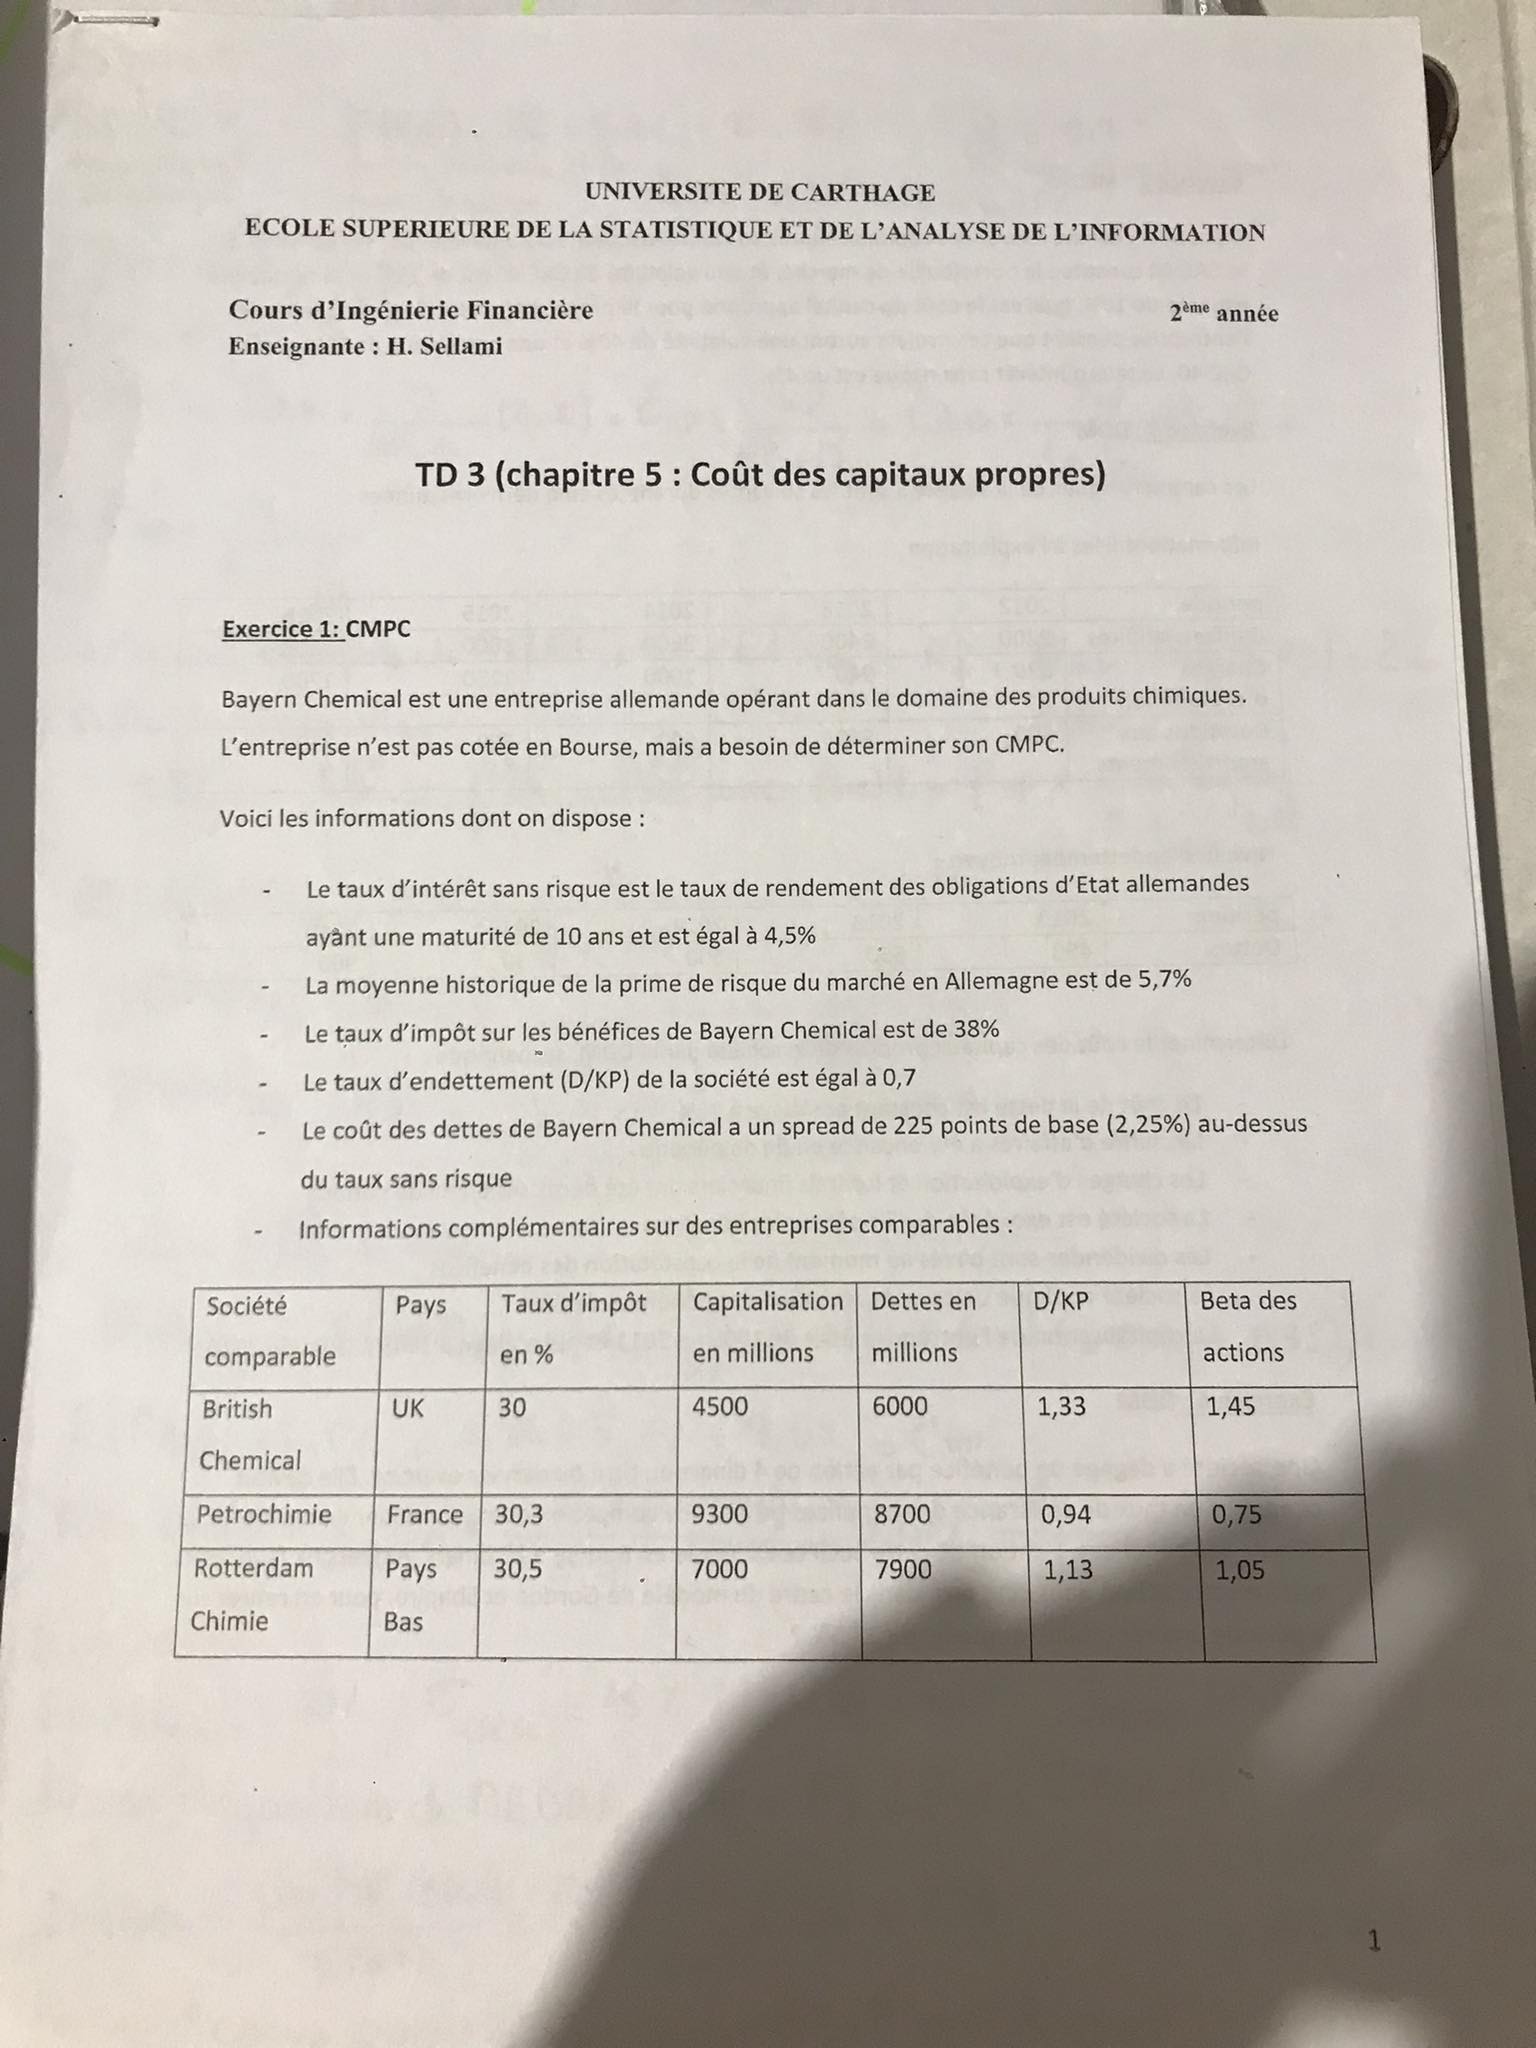 UNIVERSITE DE CARTHAGE
ECOLE SUPERIEURE DE LA STATISTIQUE ET DE L'ANALYSE DE L'INFORMATION
Cours d'Ingénierie Financière 2ème année
Enseignante : H. Sellami
TD 3 (chapitre 5 : Coût des capitaux propres)
Exercice 1: CMPC
Bayern Chemical est une entreprise allemande opérant dans le domaine des produits chimiques.
L'entreprise n'est pas cotée en Bourse, mais a besoin de déterminer son CMPC.
Voici les informations dont on dispose :
- Le taux d'intérêt sans risque est le taux de rendement des obligations d'Etat allemandes
ayant une maturité de 10 ans et est égal à 4,5%
- La moyenne historique de la prime de risque du marché en Allemagne est de 5,7%
- Le taux d'impôt sur les bénéfices de Bayern Chemical est de 38%
- Le taux d'endettement (D/KP) de la société est égal à 0,7
- Le coût des dettes de Bayern Chemical a un spread de 225 points de base (2,25%) au-dessus
du taux sans risque
- Informations complémentaires sur des entreprises comparables :
Société Pays Taux d'impôt Capitalisation Dettes en D/KP Beta des
comparable en % en millions millions actions
British UK 30 4500 6000 1,33 1,45
Chemical
Petrochimie France 30,3 9300 8700 0,94 0,75
Rotterdam Pays 30,5 7000 7900 1,13 1,05
Chimie Bas
1